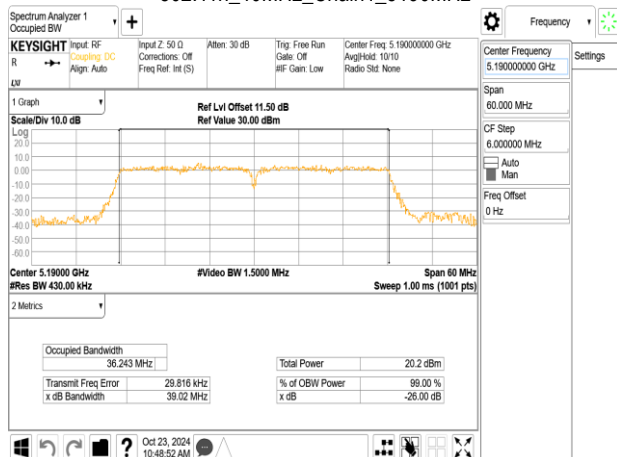 Spectrum Analyzer 1
Occupied BW
KEYSIGHT
R
Input: RF
Coupling: DC
Align: Auto
Input Z: 50 Ω
Corrections: Off
Freq Ref: Int (S)
Atten: 30 dB
Trig: Free Run
Gate: Off
#IF Gain: Low
Center Freq: 5.190000000 GHz
Avg|Hold: 10/10
Radio Std: None
1 Graph
Scale/Div 10.0 dB
Ref Lvl Offset 11.50 dB
Ref Value 30.00 dBm
Log
20.0
10.0
0.00
-10.0
-20.0
-30.0
-40.0
-50.0
-60.0
Center 5.19000 GHz
#Res BW 430.00 kHz
#Video BW 1.5000 MHz
Span 60 MHz
Sweep 1.00 ms (1001 pts)
2 Metrics
Occupied Bandwidth
36.243 MHz
Transmit Freq Error 29.816 kHz
x dB Bandwidth 39.02 MHz
Total Power 20.2 dBm
% of OBW Power 99.00 %
x dB -26.00 dB
Oct 23, 2024
10:48:52 AM
Frequency
Center Frequency
5.190000000 GHz
Settings
Span
60.000 MHz
CF Step
6.000000 MHz
Auto
Man
Freq Offset
0 Hz